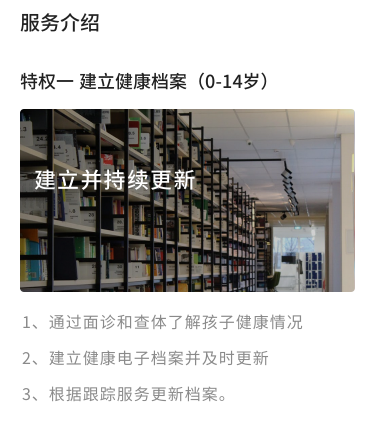 服务介绍
特权一 建立健康档案（0-14岁）
建立并持续更新
1、通过面诊和查体了解孩子健康情况
2、建立健康电子档案并及时更新
3、根据跟踪服务更新档案。